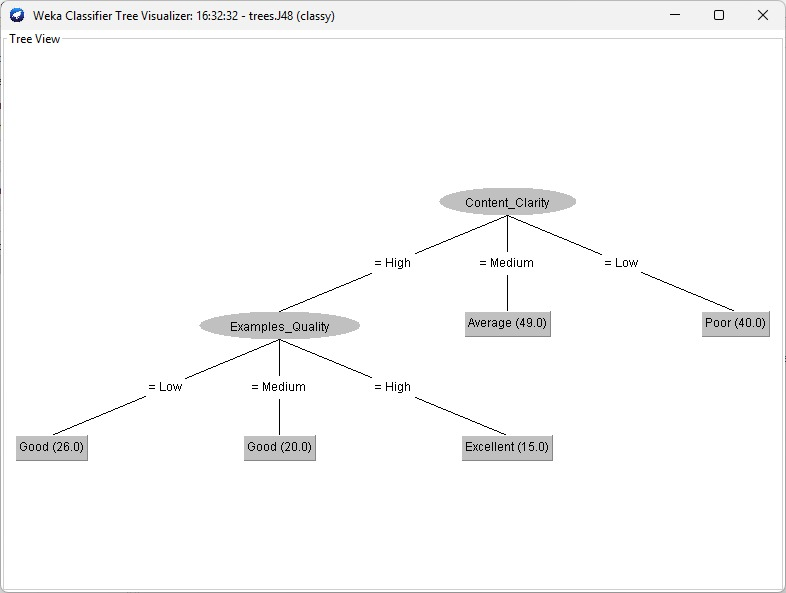 Weka Classifier Tree Visualizer: 16:32:32 - trees.J48 (classy)
Tree View
Content_Clarity
= High
= Medium
= Low
Examples_Quality
Average (49.0)
Poor (40.0)
= Low
= Medium
= High
Good (26.0)
Good (20.0)
Excellent (15.0)